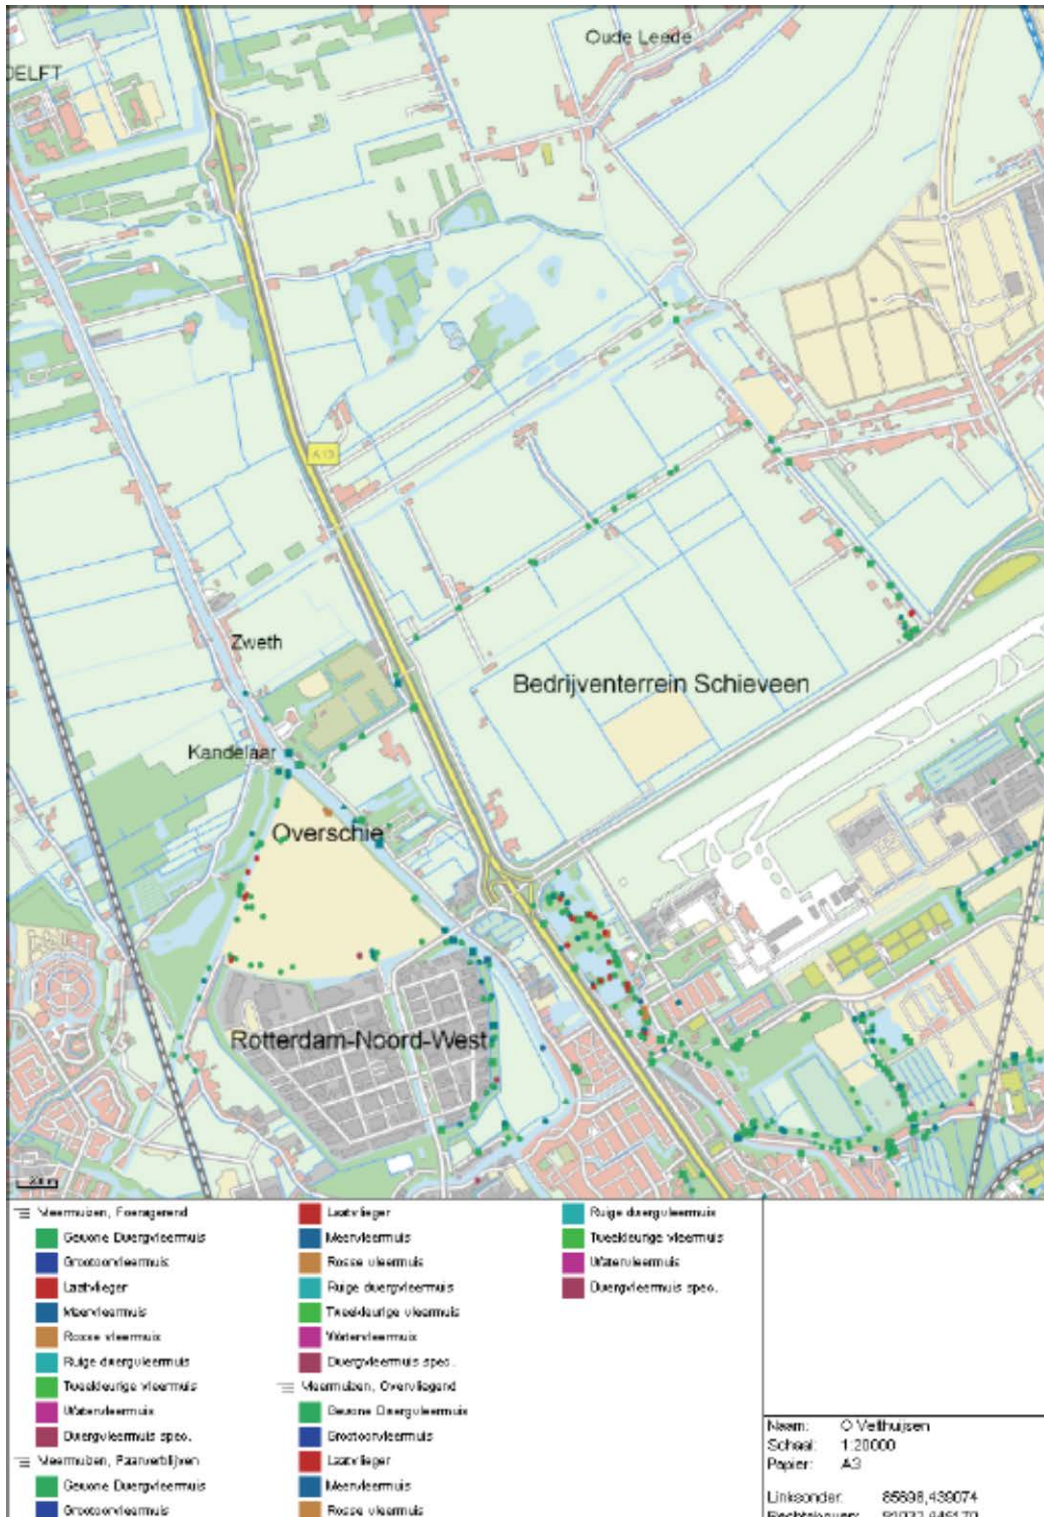 Oude Leede
DELFT
A13
Zweth
Bedrijventerrein Schieveen
Kandelaar
Overschie
Rotterdam-Noord-West
Vleermuizen, Foeragerend
Gewone Dwergvleermuis
Grootoorvleermuis
Laatvlieger
Meervleermuis
Rosse vleermuis
Ruige dwergvleermuis
Tweekleurige vleermuis
Watervleermuis
Dwergvleermuis spec.
Vleermuizen, Paarverblijven
Gewone Dwergvleermuis
Grootoorvleermuis
Laatvlieger
Meervleermuis
Rosse vleermuis
Ruige dwergvleermuis
Tweekleurige vleermuis
Watervleermuis
Dwergvleermuis spec.
Vleermuizen, Overvliegend
Gewone Dwergvleermuis
Grootoorvleermuis
Laatvlieger
Meervleermuis
Rosse vleermuis
Ruige dwergvleermuis
Tweekleurige vleermuis
Watervleermuis
Dwergvleermuis spec.
Naam: O Velthuijsen
Schaal: 1:20000
Papier: A3
Linksonder: 85698,439074